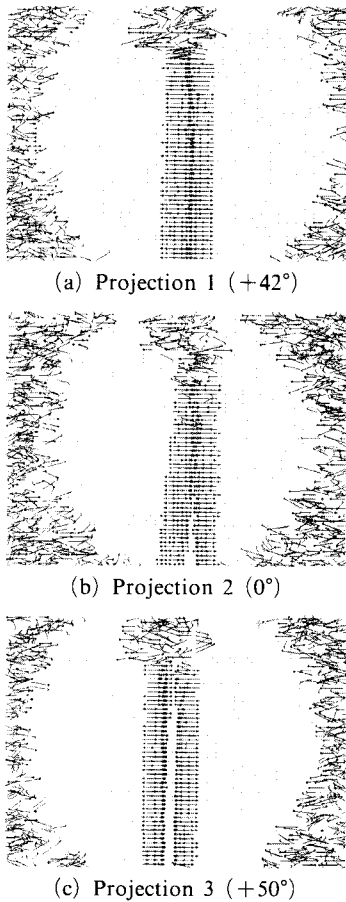 (a) Projection 1 (+42°)
(b) Projection 2 (0°)
(c) Projection 3 (+50°)